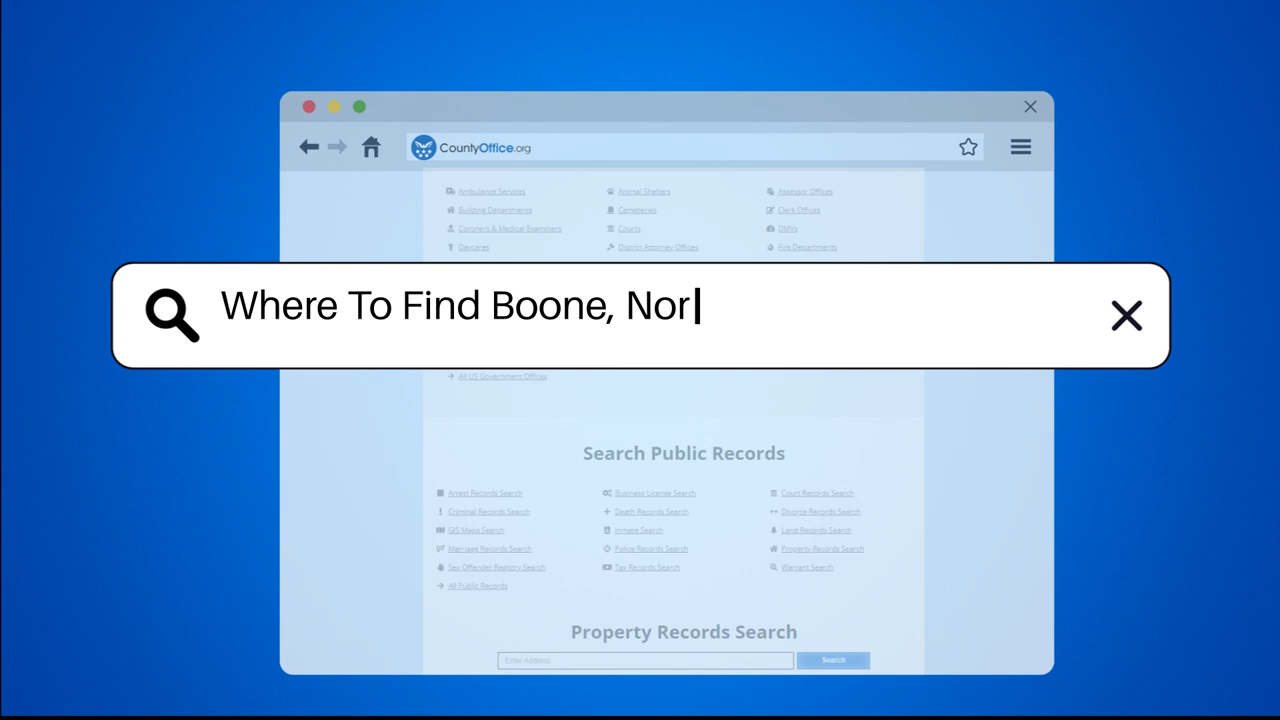 CountyOffice.org
Ambulance Services Animal Shelters Assessor Offices
Building Departments Cemeteries Clerk Offices
Coroners & Medical Examiners Courts DMVs
Daycares District Attorney Offices Fire Departments
Where To Find Boone, Nor
All US Government Offices
Search Public Records
Arrest Records Search Business License Search Court Records Search
Criminal Records Search Death Records Search Divorce Records Search
GIS Maps Search Inmate Search Land Records Search
Marriage Records Search Police Records Search Property Records Search
Sex Offender Registry Search Tax Records Search Warrant Search
All Public Records
Property Records Search
Enter Address Search